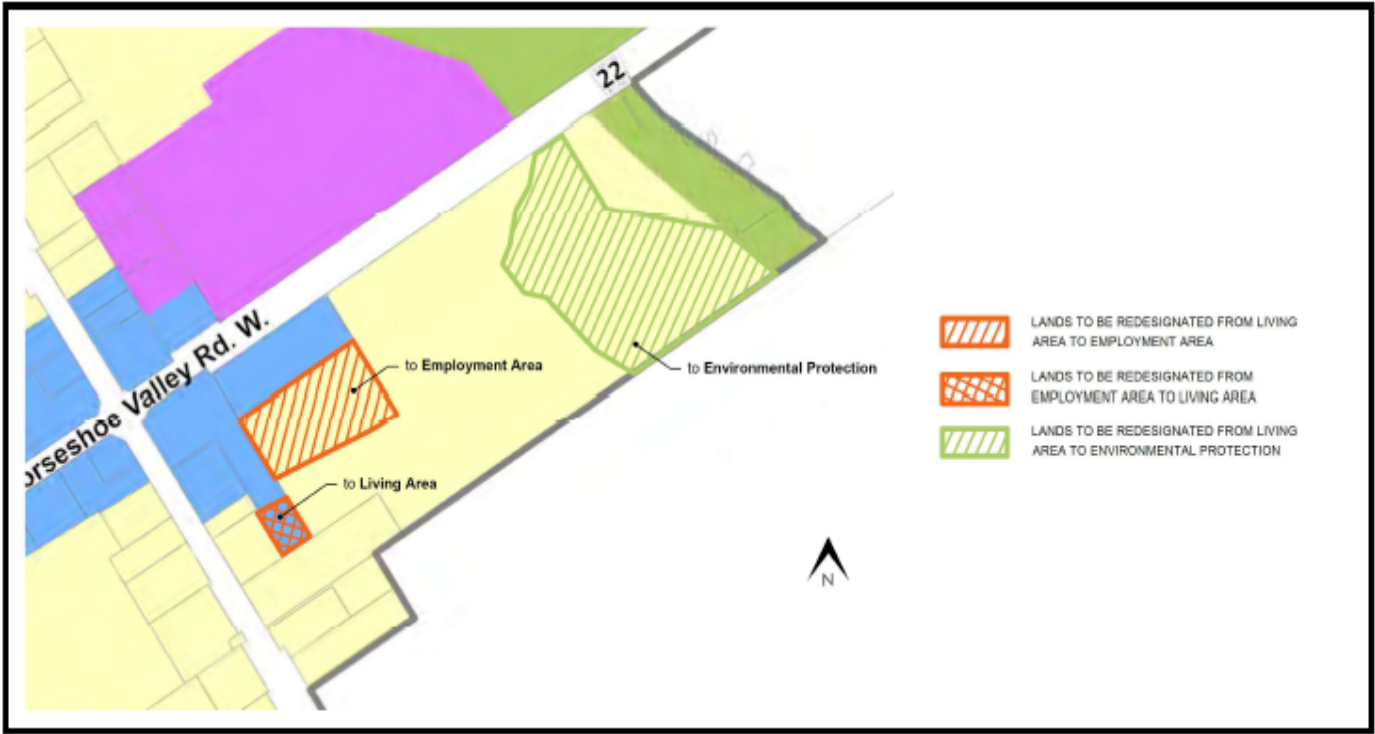 22
orseshoe Valley Rd. W.
to Employment Area
to Environmental Protection
to Living Area
LANDS TO BE REDESIGNATED FROM LIVING
AREA TO EMPLOYMENT AREA
LANDS TO BE REDESIGNATED FROM
EMPLOYMENT AREA TO LIVING AREA
LANDS TO BE REDESIGNATED FROM LIVING
AREA TO ENVIRONMENTAL PROTECTION
N